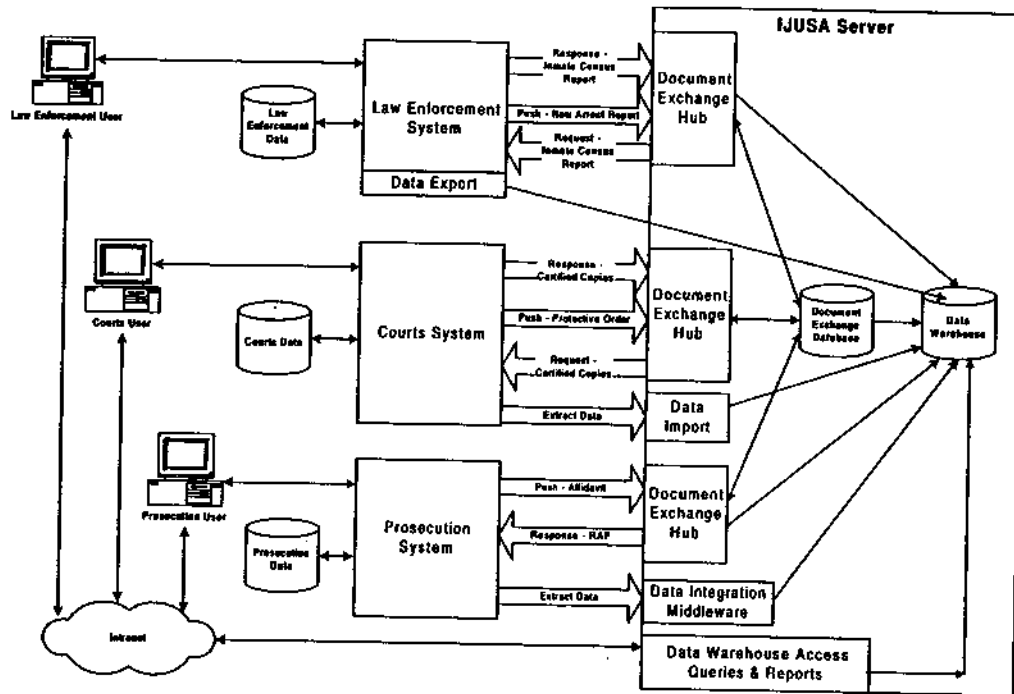 IJUSA Server
Law Enforcement User
Law
Enforcement
Data
Law Enforcement
System
Data Export
Response -
Inmate Census
Report
Push - New Arrest Report
Request -
Inmate Census
Report
Document
Exchange
Hub
Courts User
Courts Data
Courts System
Response -
Certified Copies
Push - Protective Order
Request -
Certified Copies
Extract Data
Document
Exchange
Hub
Data
Import
Document
Exchange
Database
Data
Warehouse
Prosecution User
Prosecution
Data
Prosecution
System
Push - Affidavit
Response - RAP
Extract Data
Document
Exchange
Hub
Data Integration
Middleware
Intranet
Data Warehouse Access
Queries & Reports